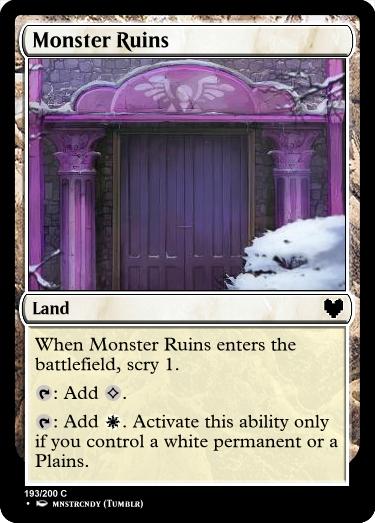 Monster Ruins
Land
When Monster Ruins enters the
battlefield, scry 1.
: Add .
: Add . Activate this ability only
if you control a white permanent or a
Plains.
193/200 C
• MNSTRCNDY (TUMBLR)